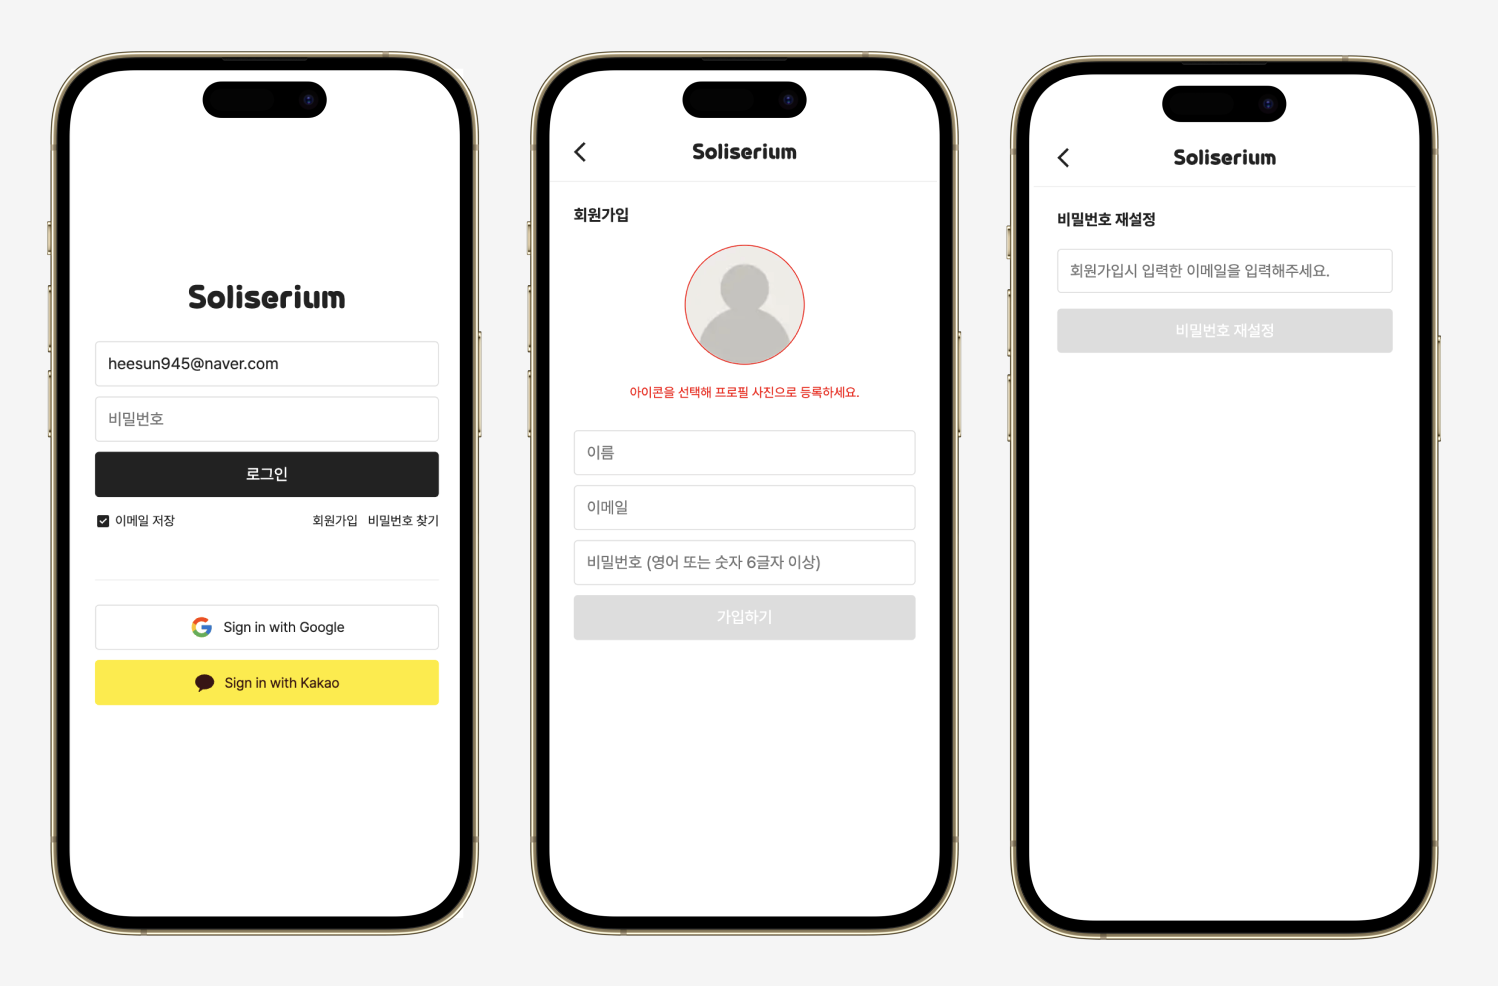 Soliserium
heesun945@naver.com
비밀번호
로그인
이메일 저장
회원가입 비밀번호 찾기
Sign in with Google
Sign in with Kakao
Soliserium
회원가입
아이콘을 선택해 프로필 사진으로 등록하세요.
이름
이메일
비밀번호 (영어 또는 숫자 6글자 이상)
가입하기
Soliserium
비밀번호 재설정
회원가입시 입력한 이메일을 입력해주세요.
비밀번호 재설정